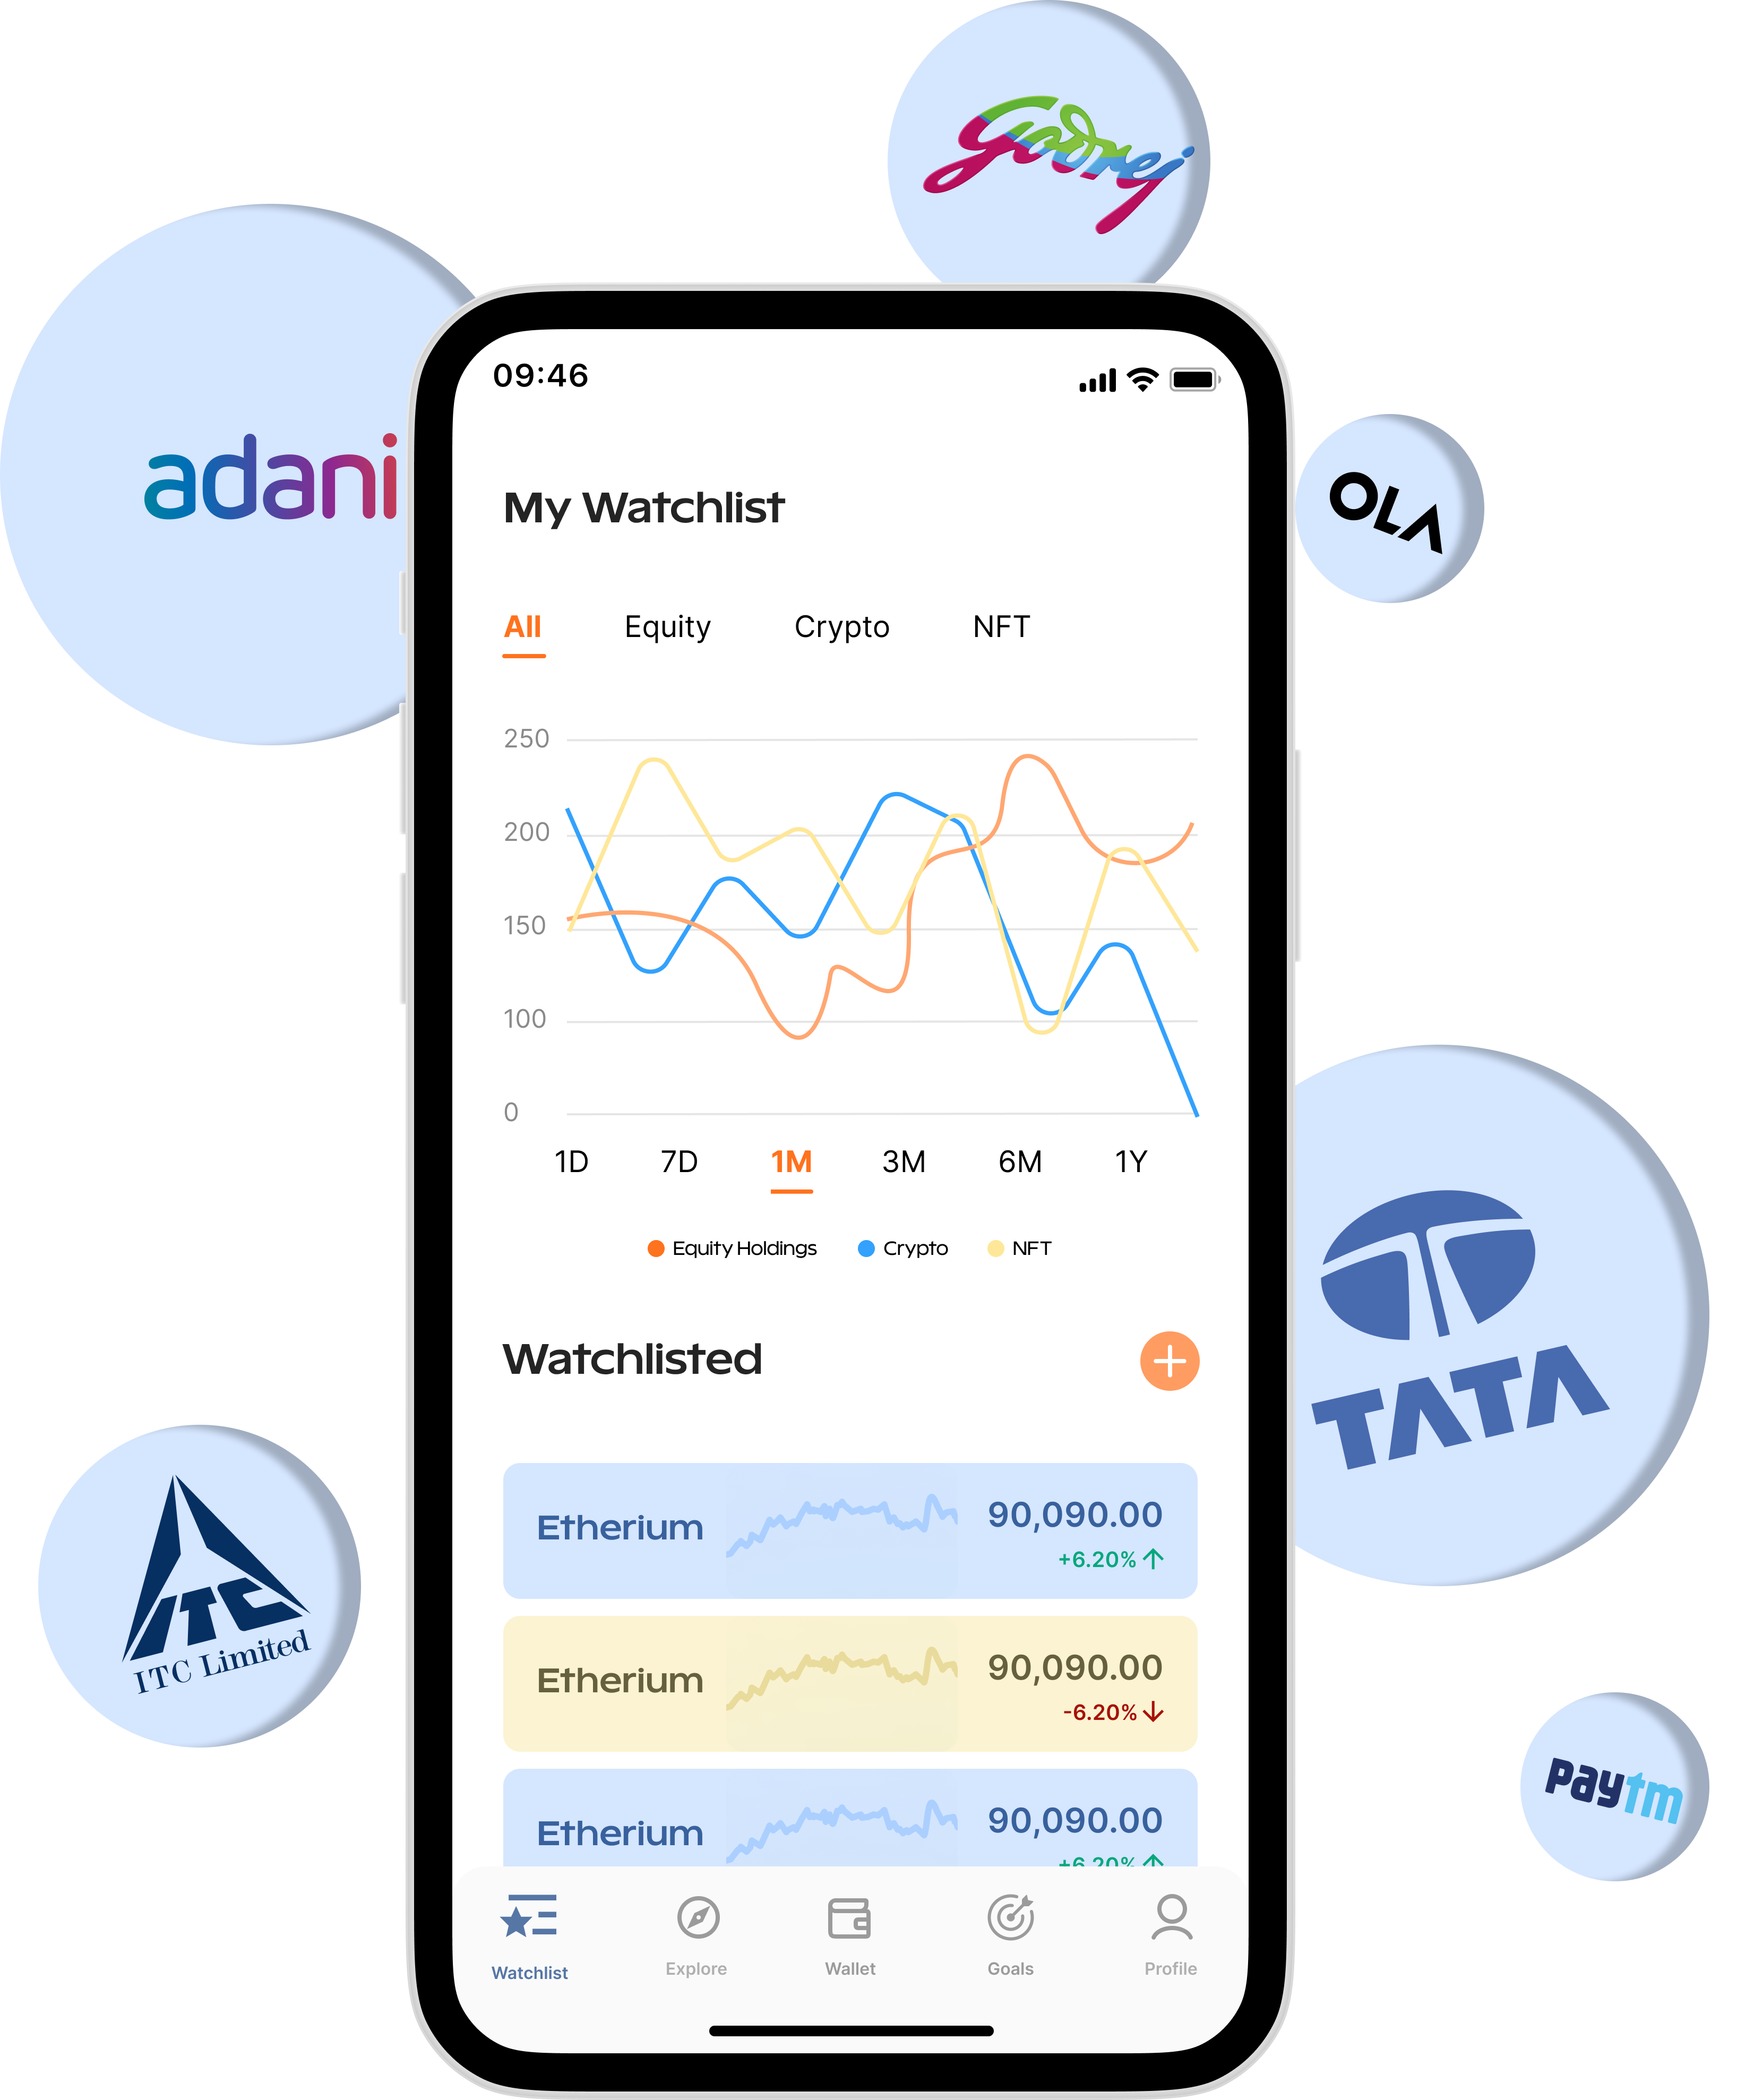 Godrej
adani
OLA
09:46
My Watchlist
All Equity Crypto NFT
250
200
150
100
0
1D 7D 1M 3M 6M 1Y
Equity Holdings Crypto NFT
TATA
Watchlisted
Etherium 90,090.00
+6.20%
ITC
ITC Limited
Etherium 90,090.00
-6.20%
paytm
Etherium 90,090.00
+6.20%
Watchlist Explore Wallet Goals Profile